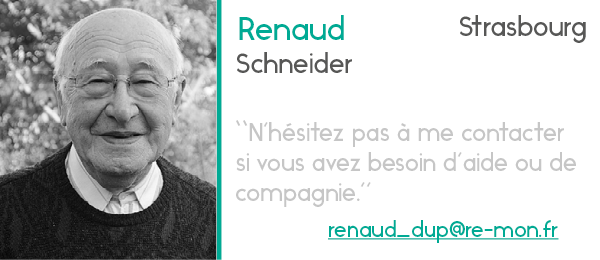 Renaud
Strasbourg
Schneider
``N'hésitez pas à me contacter
si vous avez besoin d'aide ou de
compagnie.´´
renaud_dup@re-mon.fr